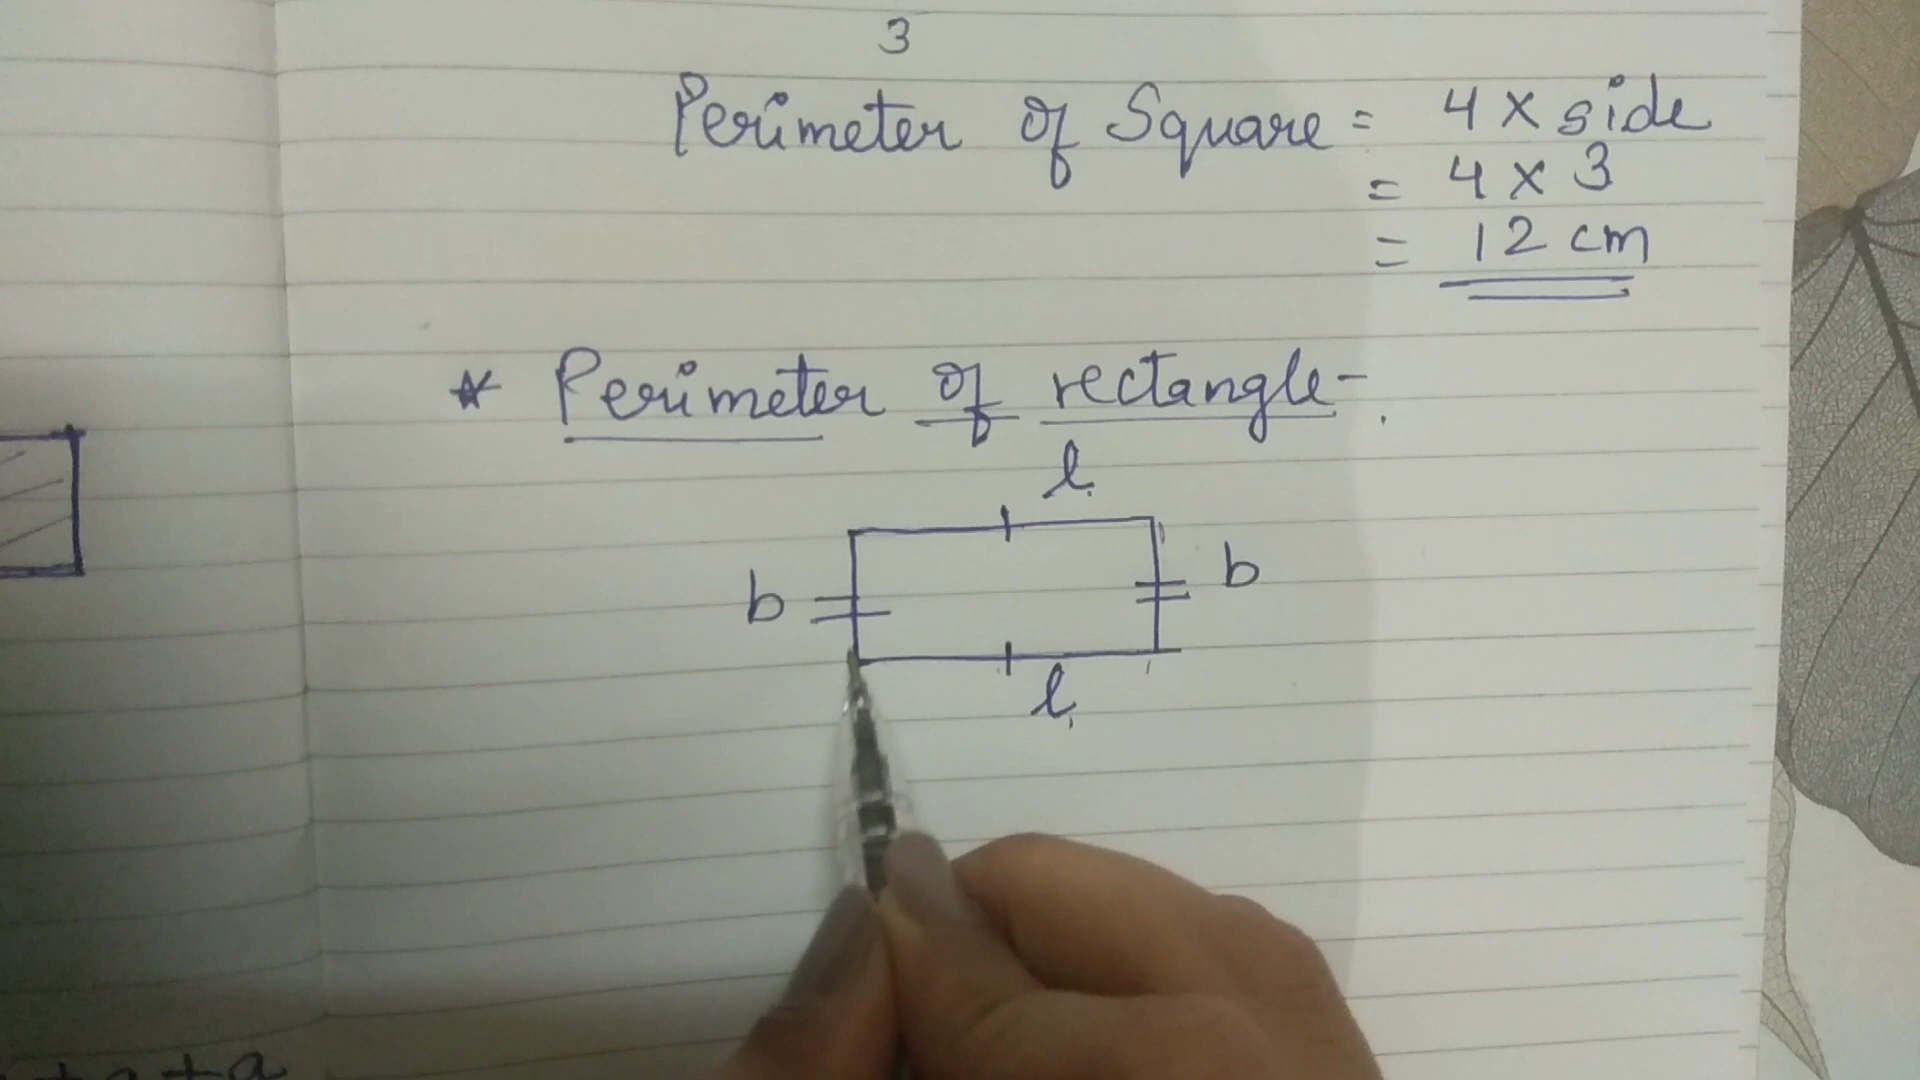 3
Perimeter of Square = 4 x side
= 4 x 3
= 12 cm
* Perimeter of rectangle-
l
b
b
l
+a